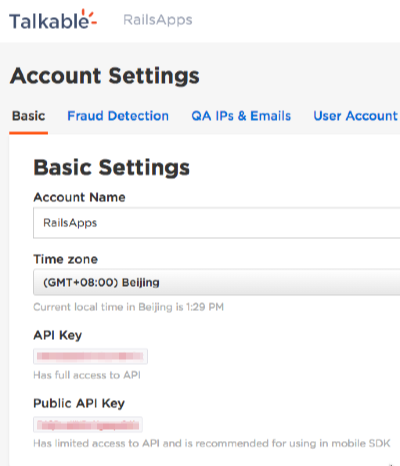 Talkable RailsApps
Account Settings
Basic Fraud Detection QA IPs & Emails User Account
Basic Settings
Account Name
RailsApps
Time zone
(GMT+08:00) Beijing
Current local time in Beijing is 1:29 PM
API Key
Has full access to API
Public API Key
Has limited access to API and is recommended for using in mobile SDK